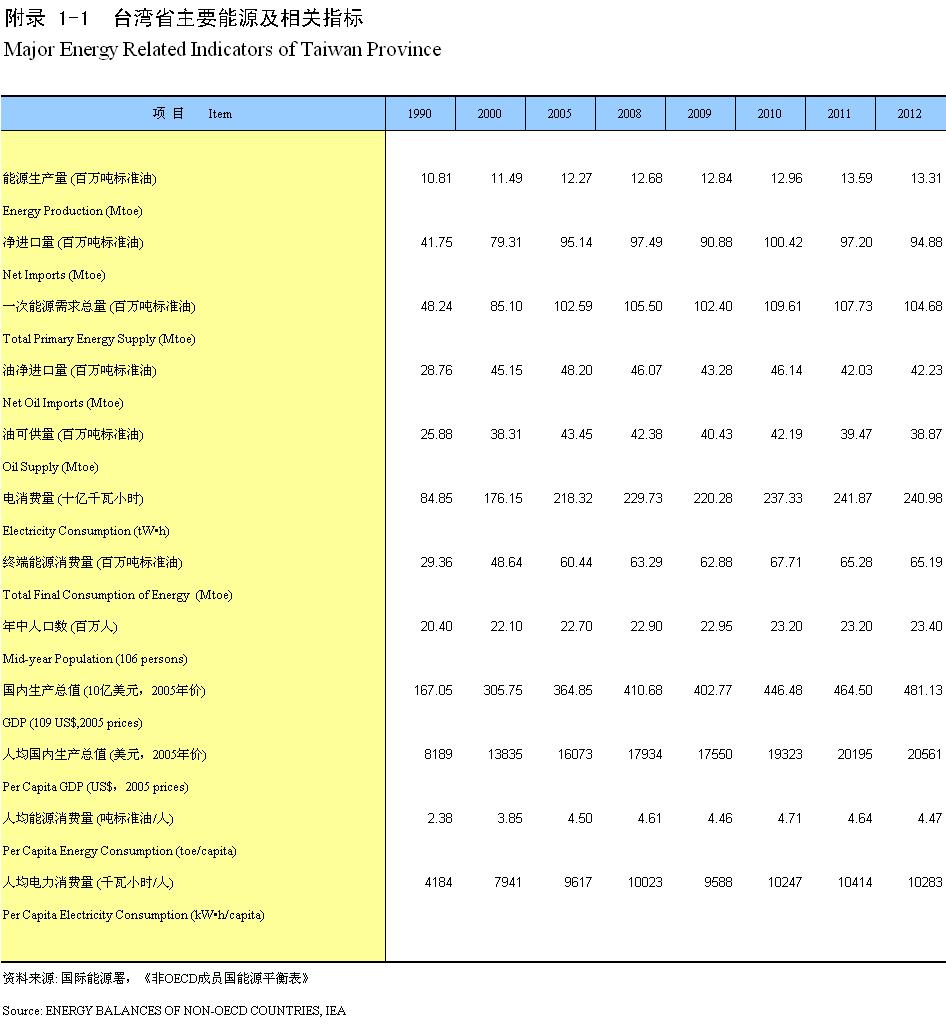 附录 1-1 台湾省主要能源及相关指标
Major Energy Related Indicators of Taiwan Province
项 目 Item 1990 2000 2005 2008 2009 2010 2011 2012
能源生产量 (百万吨标准油) 10.81 11.49 12.27 12.68 12.84 12.96 13.59 13.31
Energy Production (Mtoe)
净进口量 (百万吨标准油) 41.75 79.31 95.14 97.49 90.88 100.42 97.20 94.88
Net Imports (Mtoe)
一次能源需求总量 (百万吨标准油) 48.24 85.10 102.59 105.50 102.40 109.61 107.73 104.68
Total Primary Energy Supply (Mtoe)
油净进口量 (百万吨标准油) 28.76 45.15 48.20 46.07 43.28 46.14 42.03 42.23
Net Oil Imports (Mtoe)
油可供量 (百万吨标准油) 25.88 38.31 43.45 42.38 40.43 42.19 39.47 38.87
Oil Supply (Mtoe)
电消费量 (十亿千瓦小时) 84.85 176.15 218.32 229.73 220.28 237.33 241.87 240.98
Electricity Consumption (tW•h)
终端能源消费量 (百万吨标准油) 29.36 48.64 60.44 63.29 62.88 67.71 65.28 65.19
Total Final Consumption of Energy (Mtoe)
年中人口数 (百万人) 20.40 22.10 22.70 22.90 22.95 23.20 23.20 23.40
Mid-year Population (106 persons)
国内生产总值 (10亿美元，2005年价) 167.05 305.75 364.85 410.68 402.77 446.48 464.50 481.13
GDP (109 US$,2005 prices)
人均国内生产总值 (美元，2005年价) 8189 13835 16073 17934 17550 19323 20195 20561
Per Capita GDP (US$，2005 prices)
人均能源消费量 (吨标准油/人) 2.38 3.85 4.50 4.61 4.46 4.71 4.64 4.47
Per Capita Energy Consumption (toe/capita)
人均电力消费量 (千瓦小时/人) 4184 7941 9617 10023 9588 10247 10414 10283
Per Capita Electricity Consumption (kW•h/capita)
资料来源: 国际能源署，《非OECD成员国能源平衡表》
Source: ENERGY BALANCES OF NON-OECD COUNTRIES, IEA